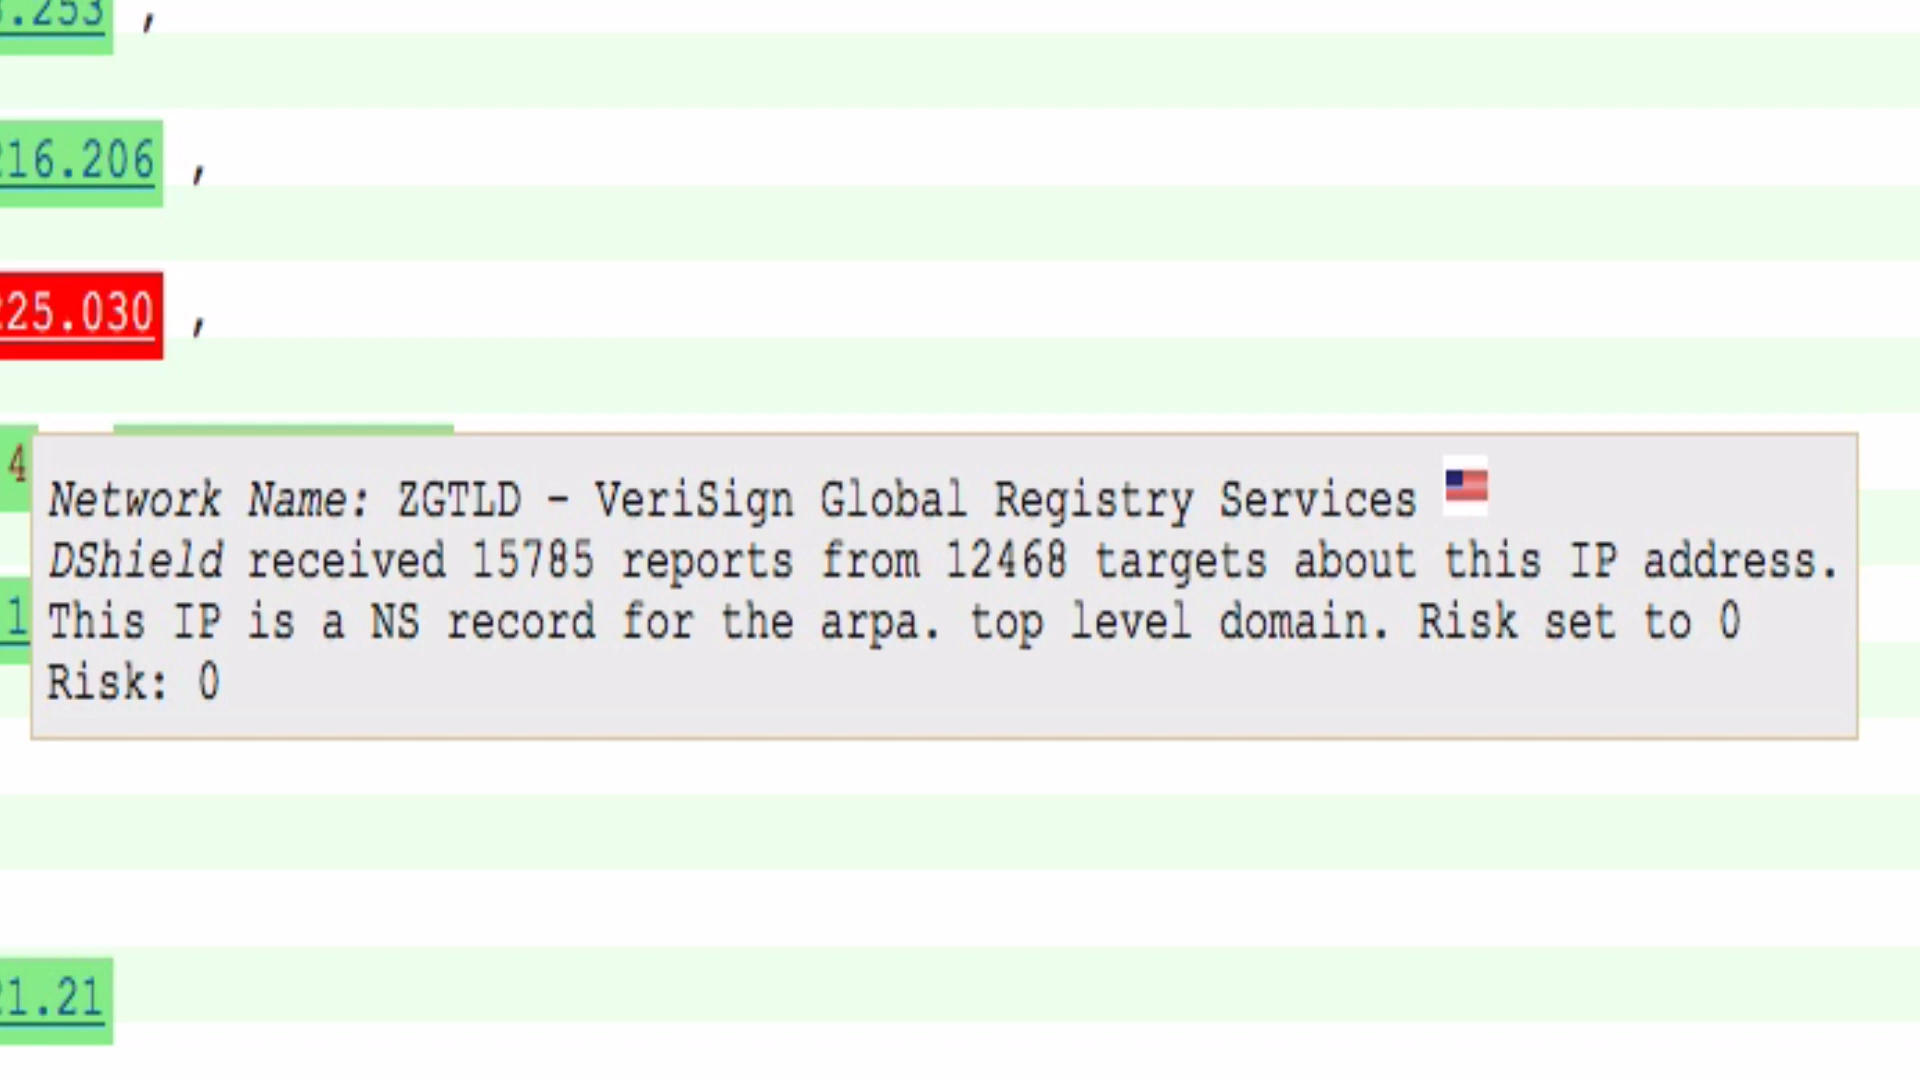 .253 ,
16.206 ,
25.030 ,
4
Network Name: ZGTLD - VeriSign Global Registry Services
DShield received 15785 reports from 12468 targets about this IP address.
1
This IP is a NS record for the arpa. top level domain. Risk set to 0
Risk: 0
1.21